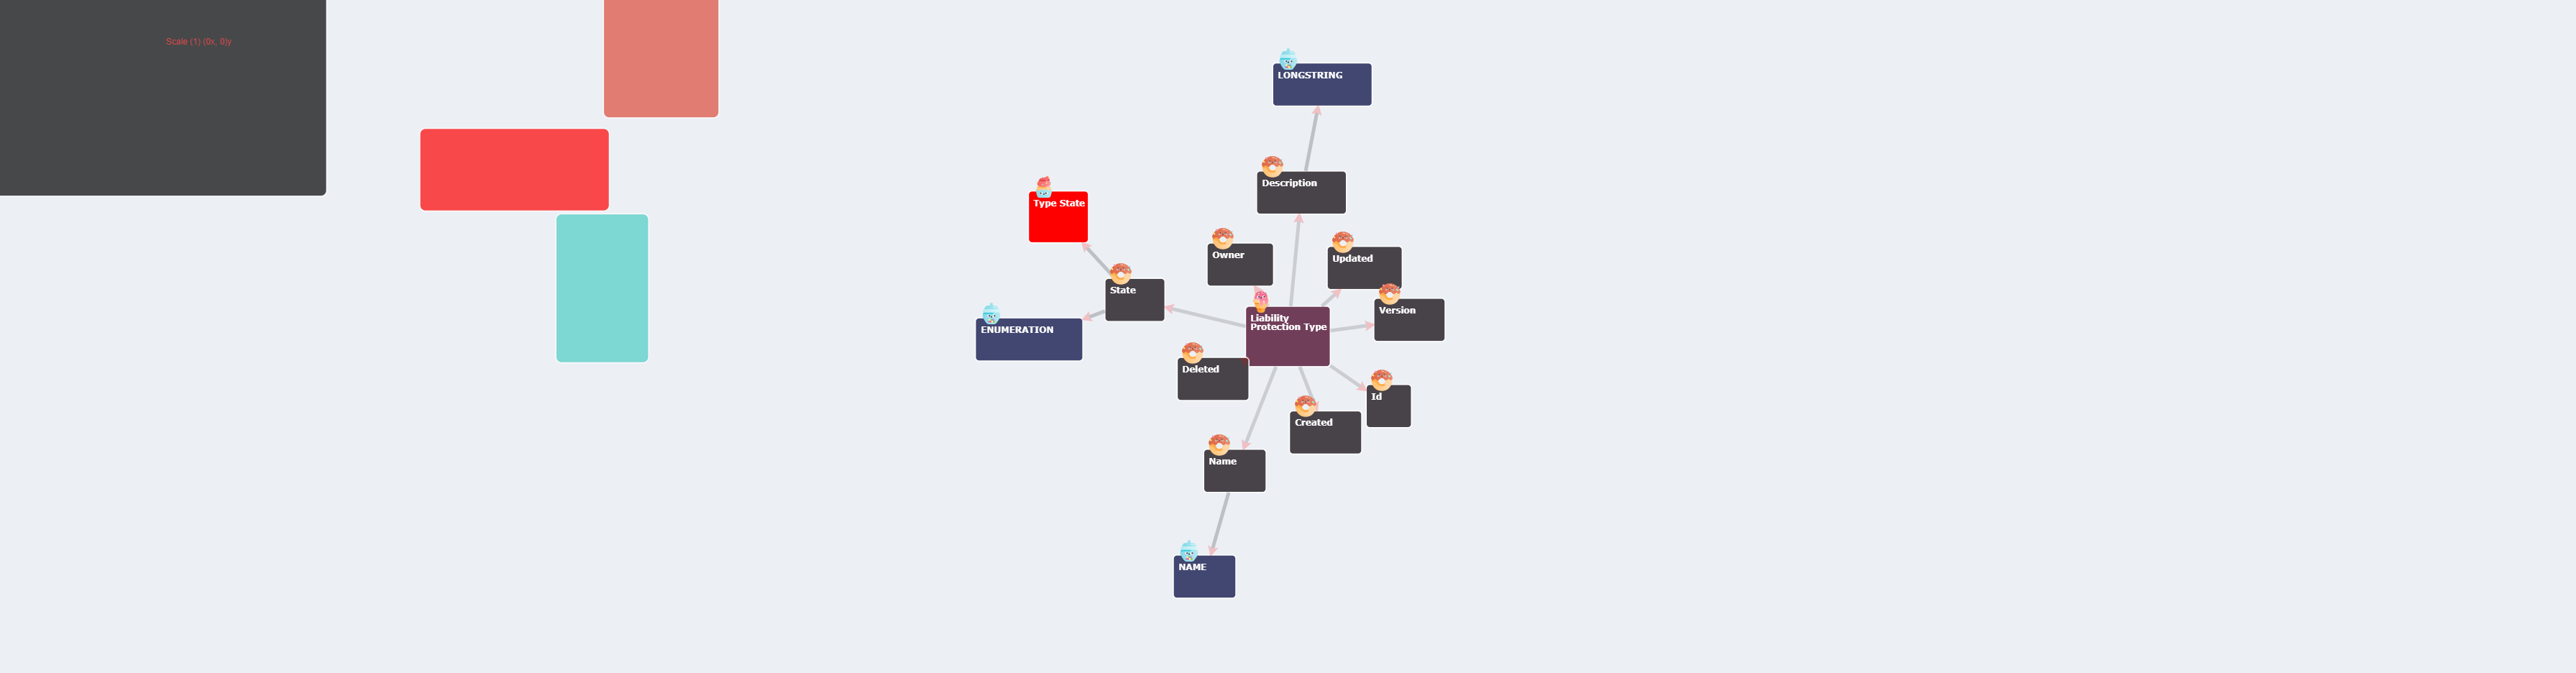 Scale (1) (0x, 0)y
LONGSTRING
Description
Type State
Owner
Updated
State
Version
Liability
Protection Type
ENUMERATION
Deleted
Id
Created
Name
NAME